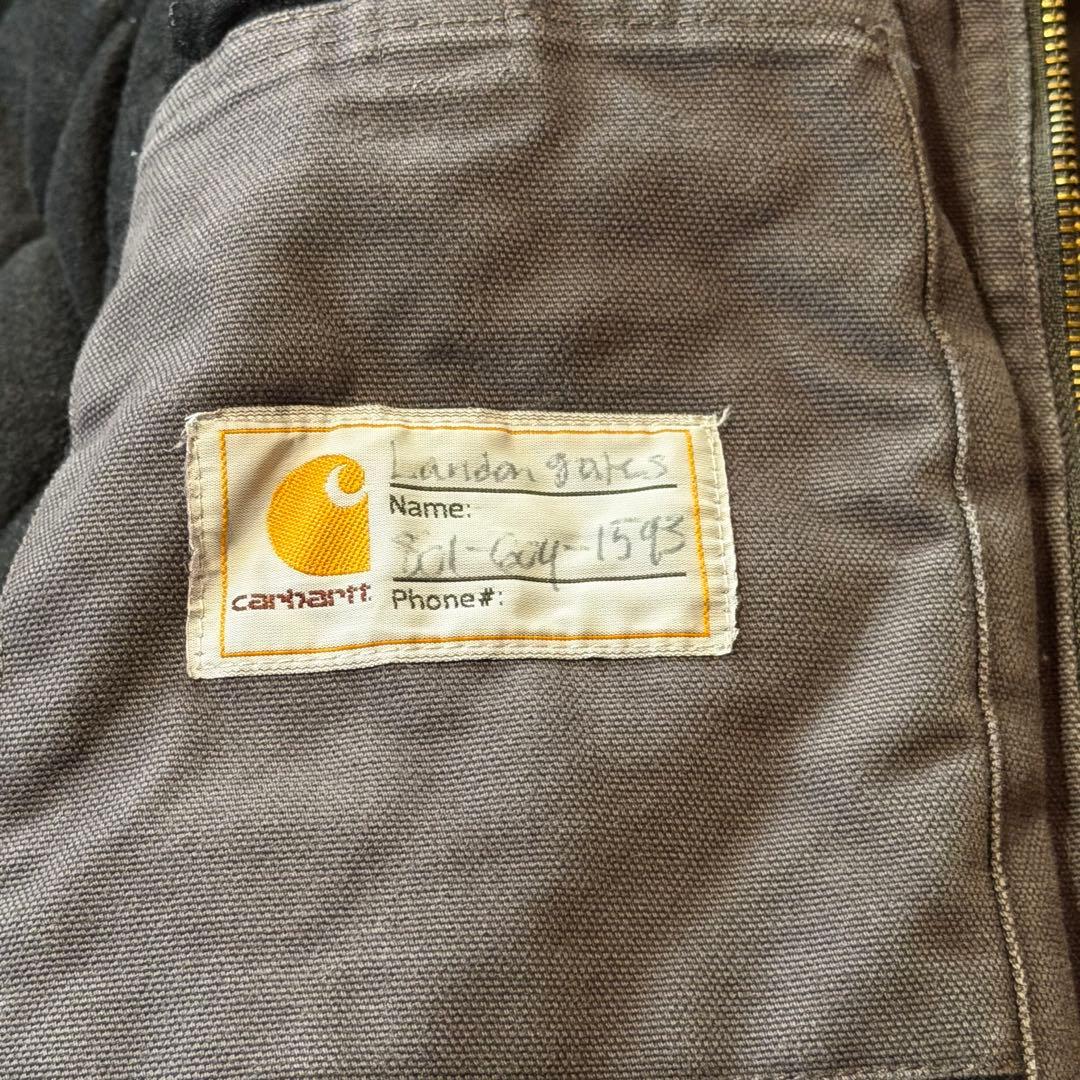 Landon gates
Name:
801-604-1593
carhartt
Phone#: